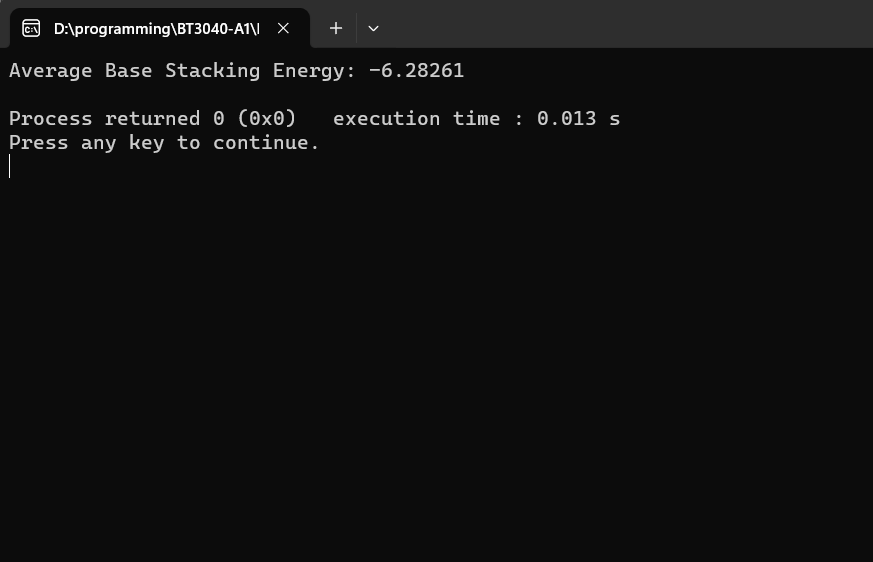 D:\programming\BT3040-A1\
Average Base Stacking Energy: -6.28261
Process returned 0 (0x0)   execution time : 0.013 s
Press any key to continue.